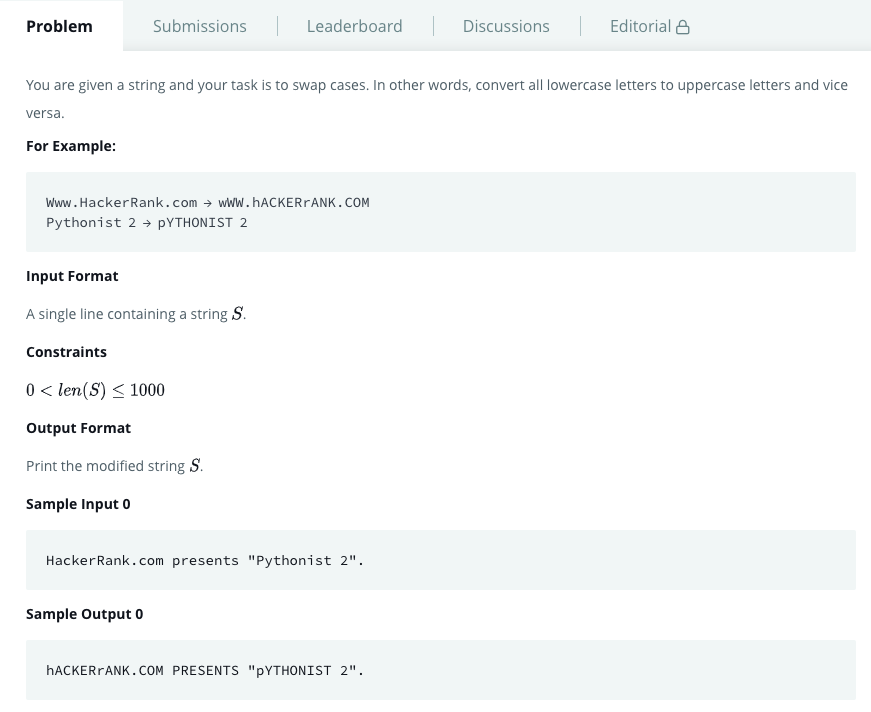 Problem
Submissions
Leaderboard
Discussions
Editorial
You are given a string and your task is to swap cases. In other words, convert all lowercase letters to uppercase letters and vice
versa.
For Example:
Www.HackerRank.com → wWW.hACKERrANK.COM
Pythonist 2 → pYTHONIST 2
Input Format
A single line containing a string S.
Constraints
0 < len(S) ≤ 1000
Output Format
Print the modified string S.
Sample Input 0
HackerRank.com presents "Pythonist 2".
Sample Output 0
hACKERrANK.COM PRESENTS "pYTHONIST 2".